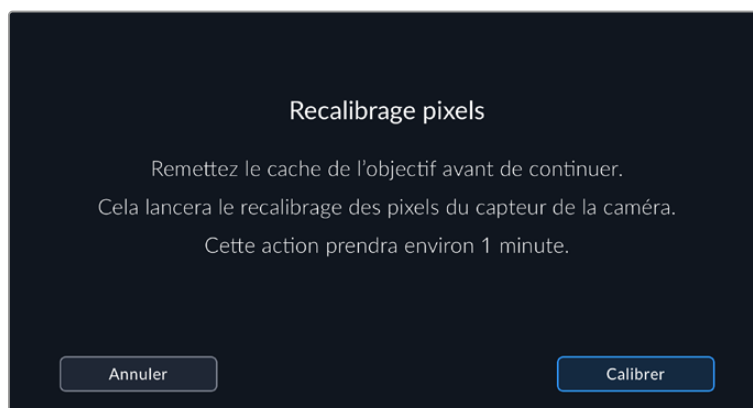 Recalibrage pixels
Remettez le cache de l’objectif avant de continuer.
Cela lancera le recalibrage des pixels du capteur de la caméra.
Cette action prendra environ 1 minute.
Annuler
Calibrer